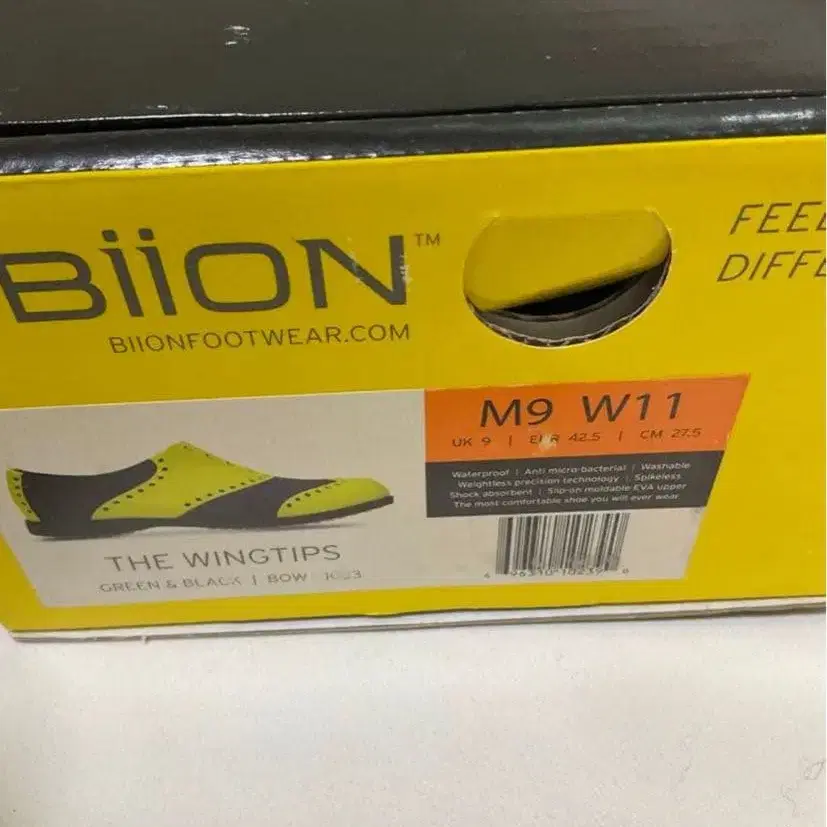 BiiON™
BIIONFOOTWEAR.COM
FEEL
DIFFE
M9 W11
UK 9 | EUR 42.5 | CM 27.5
Waterproof | Anti micro-bacterial | Washable
Weightless precision technology | Spikeless
Shock absorbent | Slip-on moldable EVA upper
The most comfortable shoe you will ever wear
THE WINGTIPS
GREEN & BLACK | BOW